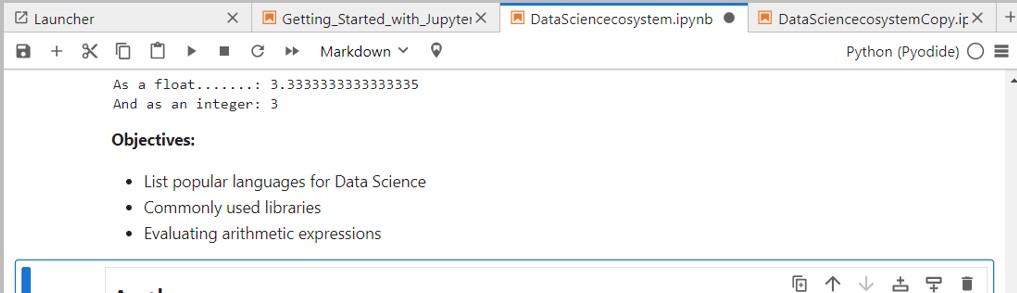 Launcher
Getting_Started_with_Jupyter
DataSciencecosystem.ipynb
DataSciencecosystemCopy.ip
Markdown
Python (Pyodide)
As a float.......: 3.3333333333333335
And as an integer: 3
Objectives:
• List popular languages for Data Science
• Commonly used libraries
• Evaluating arithmetic expressions